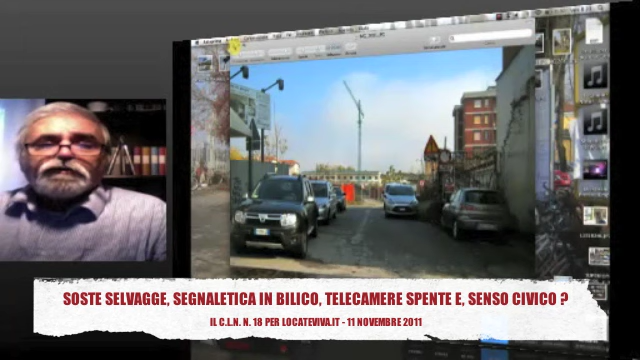 SOSTE SELVAGGE, SEGNALETICA IN BILICO, TELECAMERE SPENTE E, SENSO CIVICO ?
IL C.L.N. N. 18 PER LOCATEVIVA.IT - 11 NOVEMBRE 2011